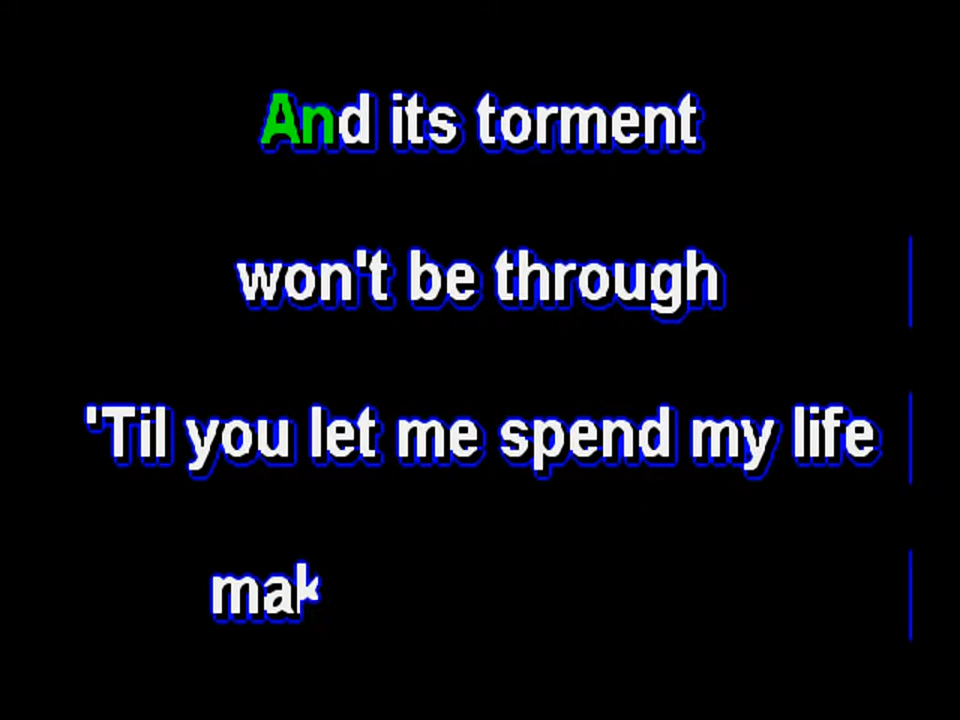 And its torment
won't be through
'Til you let me spend my life
mak